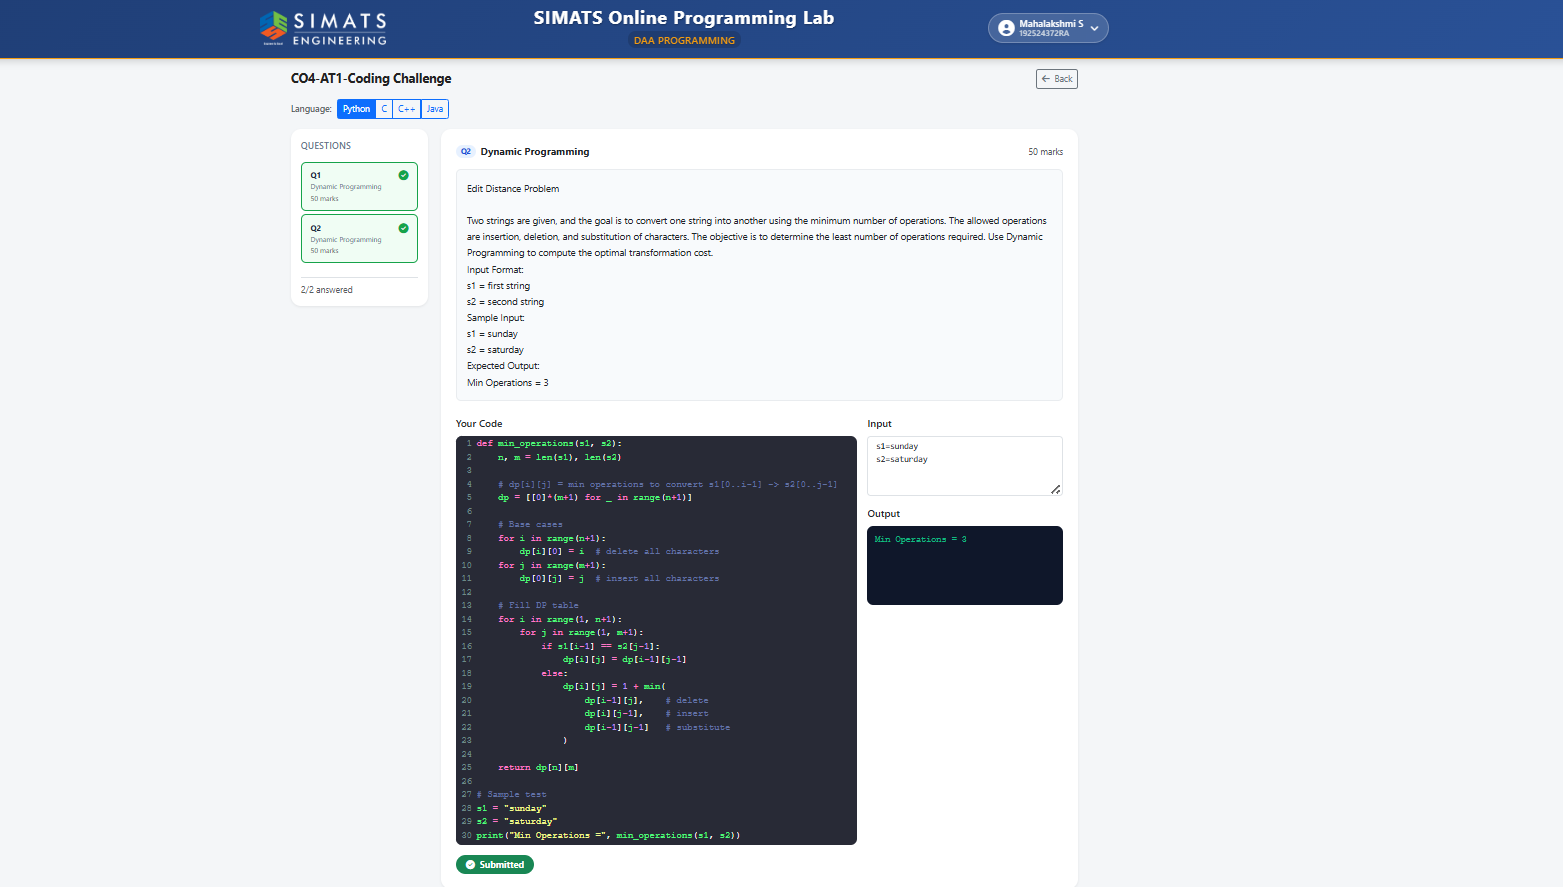 SIMATS
ENGINEERING
SIMATS Online Programming Lab
DAA PROGRAMMING
Mahalakshmi S
192524372RA
CO4-AT1-Coding Challenge
← Back
Language:
Python
C
C++
Java
QUESTIONS
Q1
Dynamic Programming
50 marks
Q2
Dynamic Programming
50 marks
2/2 answered
Q2 Dynamic Programming
50 marks
Edit Distance Problem
Two strings are given, and the goal is to convert one string into another using the minimum number of operations. The allowed operations
are insertion, deletion, and substitution of characters. The objective is to determine the least number of operations required. Use Dynamic
Programming to compute the optimal transformation cost.
Input Format:
s1 = first string
s2 = second string
Sample Input:
s1 = sunday
s2 = saturday
Expected Output:
Min Operations = 3
Your Code
1 def min_operations(s1, s2):
2     n, m = len(s1), len(s2)
3
4     # dp[i][j] = min operations to convert s1[0..i-1] -> s2[0..j-1]
5     dp = [[0]*(m+1) for _ in range(n+1)]
6
7     # Base cases
8     for i in range(n+1):
9         dp[i][0] = i  # delete all characters
10     for j in range(m+1):
11         dp[0][j] = j  # insert all characters
12
13     # Fill DP table
14     for i in range(1, n+1):
15         for j in range(1, m+1):
16             if s1[i-1] == s2[j-1]:
17                 dp[i][j] = dp[i-1][j-1]
18             else:
19                 dp[i][j] = 1 + min(
20                     dp[i-1][j],    # delete
21                     dp[i][j-1],    # insert
22                     dp[i-1][j-1]   # substitute
23                 )
24
25     return dp[n][m]
26
27 # Sample test
28 s1 = "sunday"
29 s2 = "saturday"
30 print("Min Operations =", min_operations(s1, s2))
Submitted
Input
s1=sunday
s2=saturday
Output
Min Operations = 3